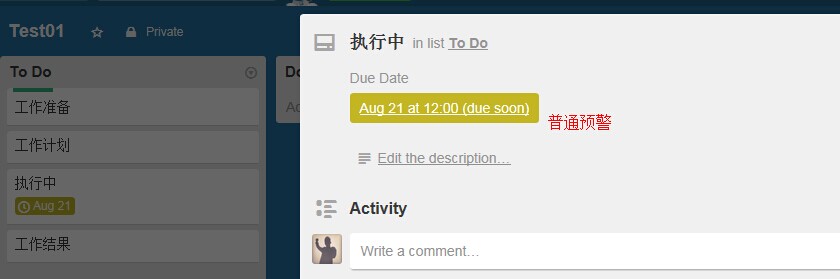 Test01
Private
To Do
工作准备
工作计划
执行中
Aug 21
工作结果
执行中 in list To Do
Due Date
Aug 21 at 12:00 (due soon)
普通预警
Edit the description…
Activity
Write a comment…